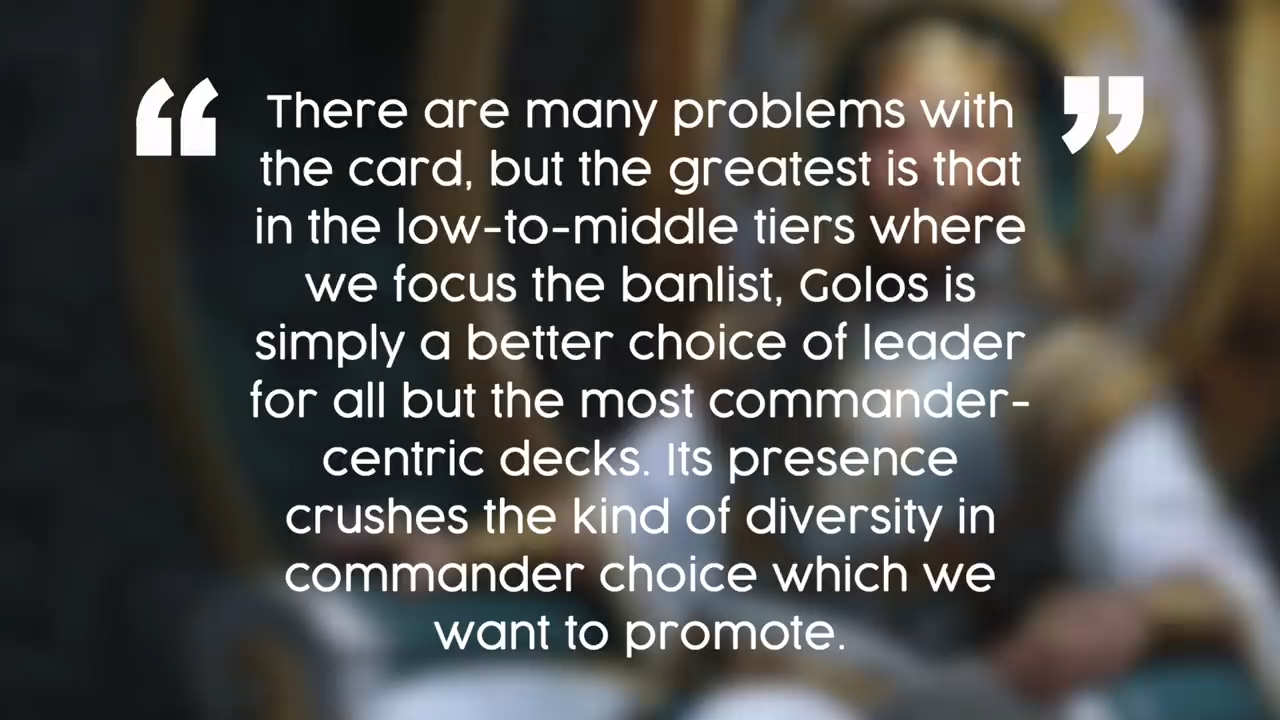 “There are many problems with ”
the card, but the greatest is that
in the low-to-middle tiers where
we focus the banlist, Golos is
simply a better choice of leader
for all but the most commander-
centric decks. Its presence
crushes the kind of diversity in
commander choice which we
want to promote.